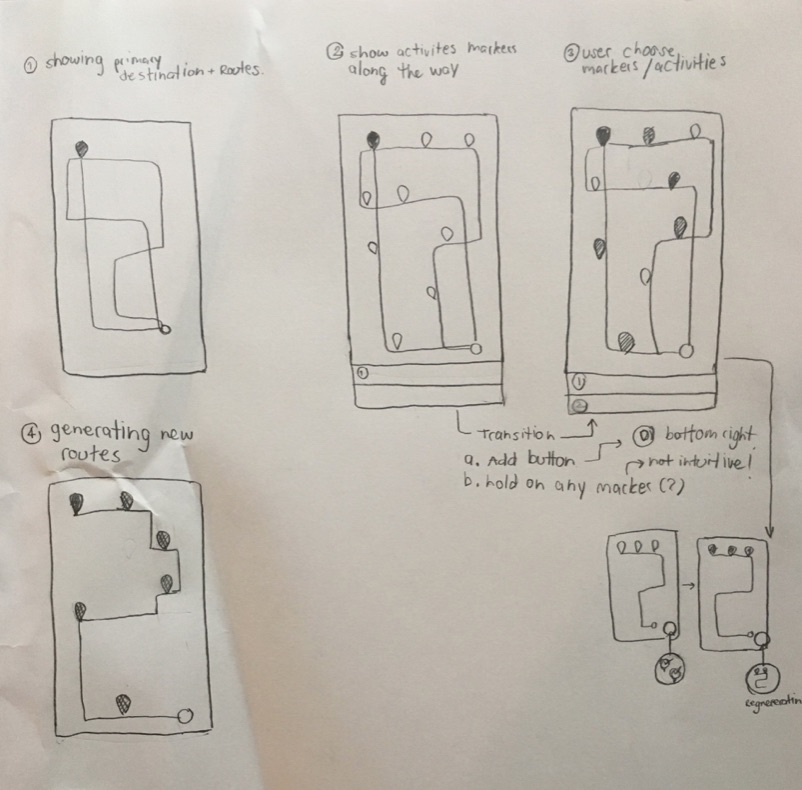 ① showing primary
destination + Routes.
② show activites markers
along the way
③ user choose
markers/activities
①
①
②
Transition
a. Add button
bottom right
not intuitive!
b. hold on any marker (?)
④ generating new
routes